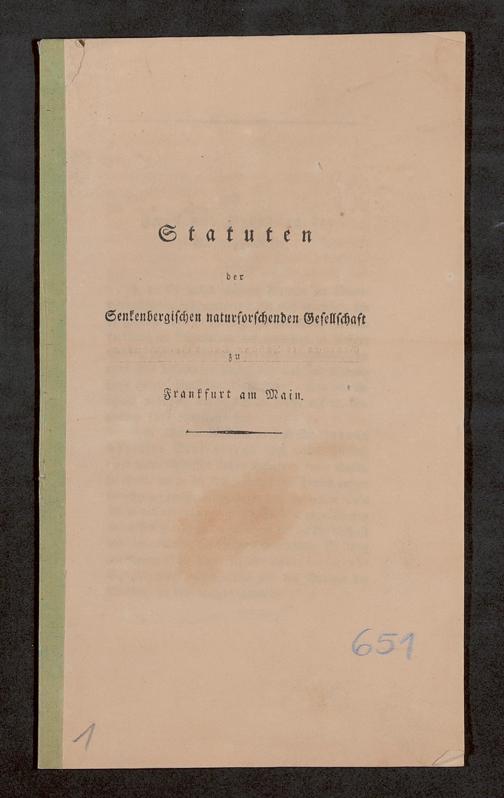 Statuten
der
Senkenbergischen naturforschenden Gesellschaft
zu
Frankfurt am Main.
651
1